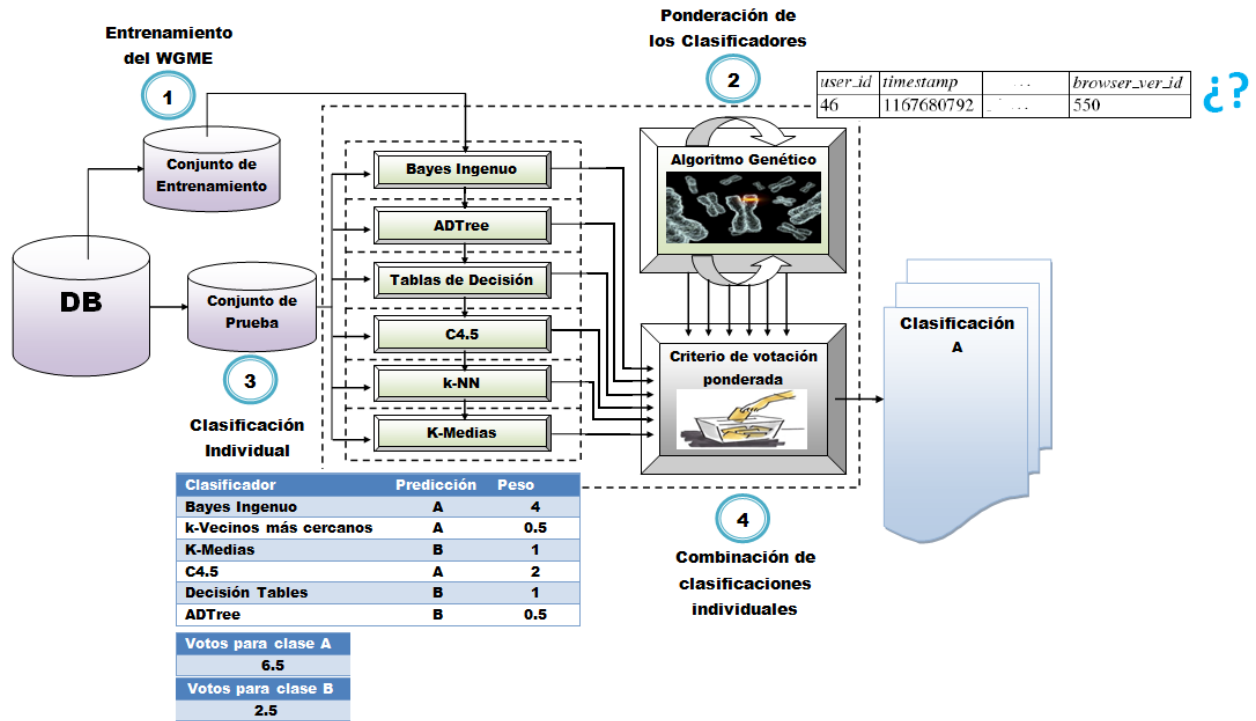 Entrenamiento
del WGME
1
Ponderación de
los Clasificadores
2
user_id timestamp ... browser_ver_id
46 1167680792 ... 550
¿?
Conjunto de
Entrenamiento
DB
Conjunto de
Prueba
3
Clasificación
Individual
Bayes Ingenuo
ADTree
Tablas de Decisión
C4.5
k-NN
K-Medias
Algoritmo Genético
Criterio de votación
ponderada
Clasificación
A
4
Combinación de
clasificaciones
individuales
Clasificador Predicción Peso
Bayes Ingenuo A 4
k-Vecinos más cercanos A 0.5
K-Medias B 1
C4.5 A 2
Decisión Tables B 1
ADTree B 0.5
Votos para clase A
6.5
Votos para clase B
2.5